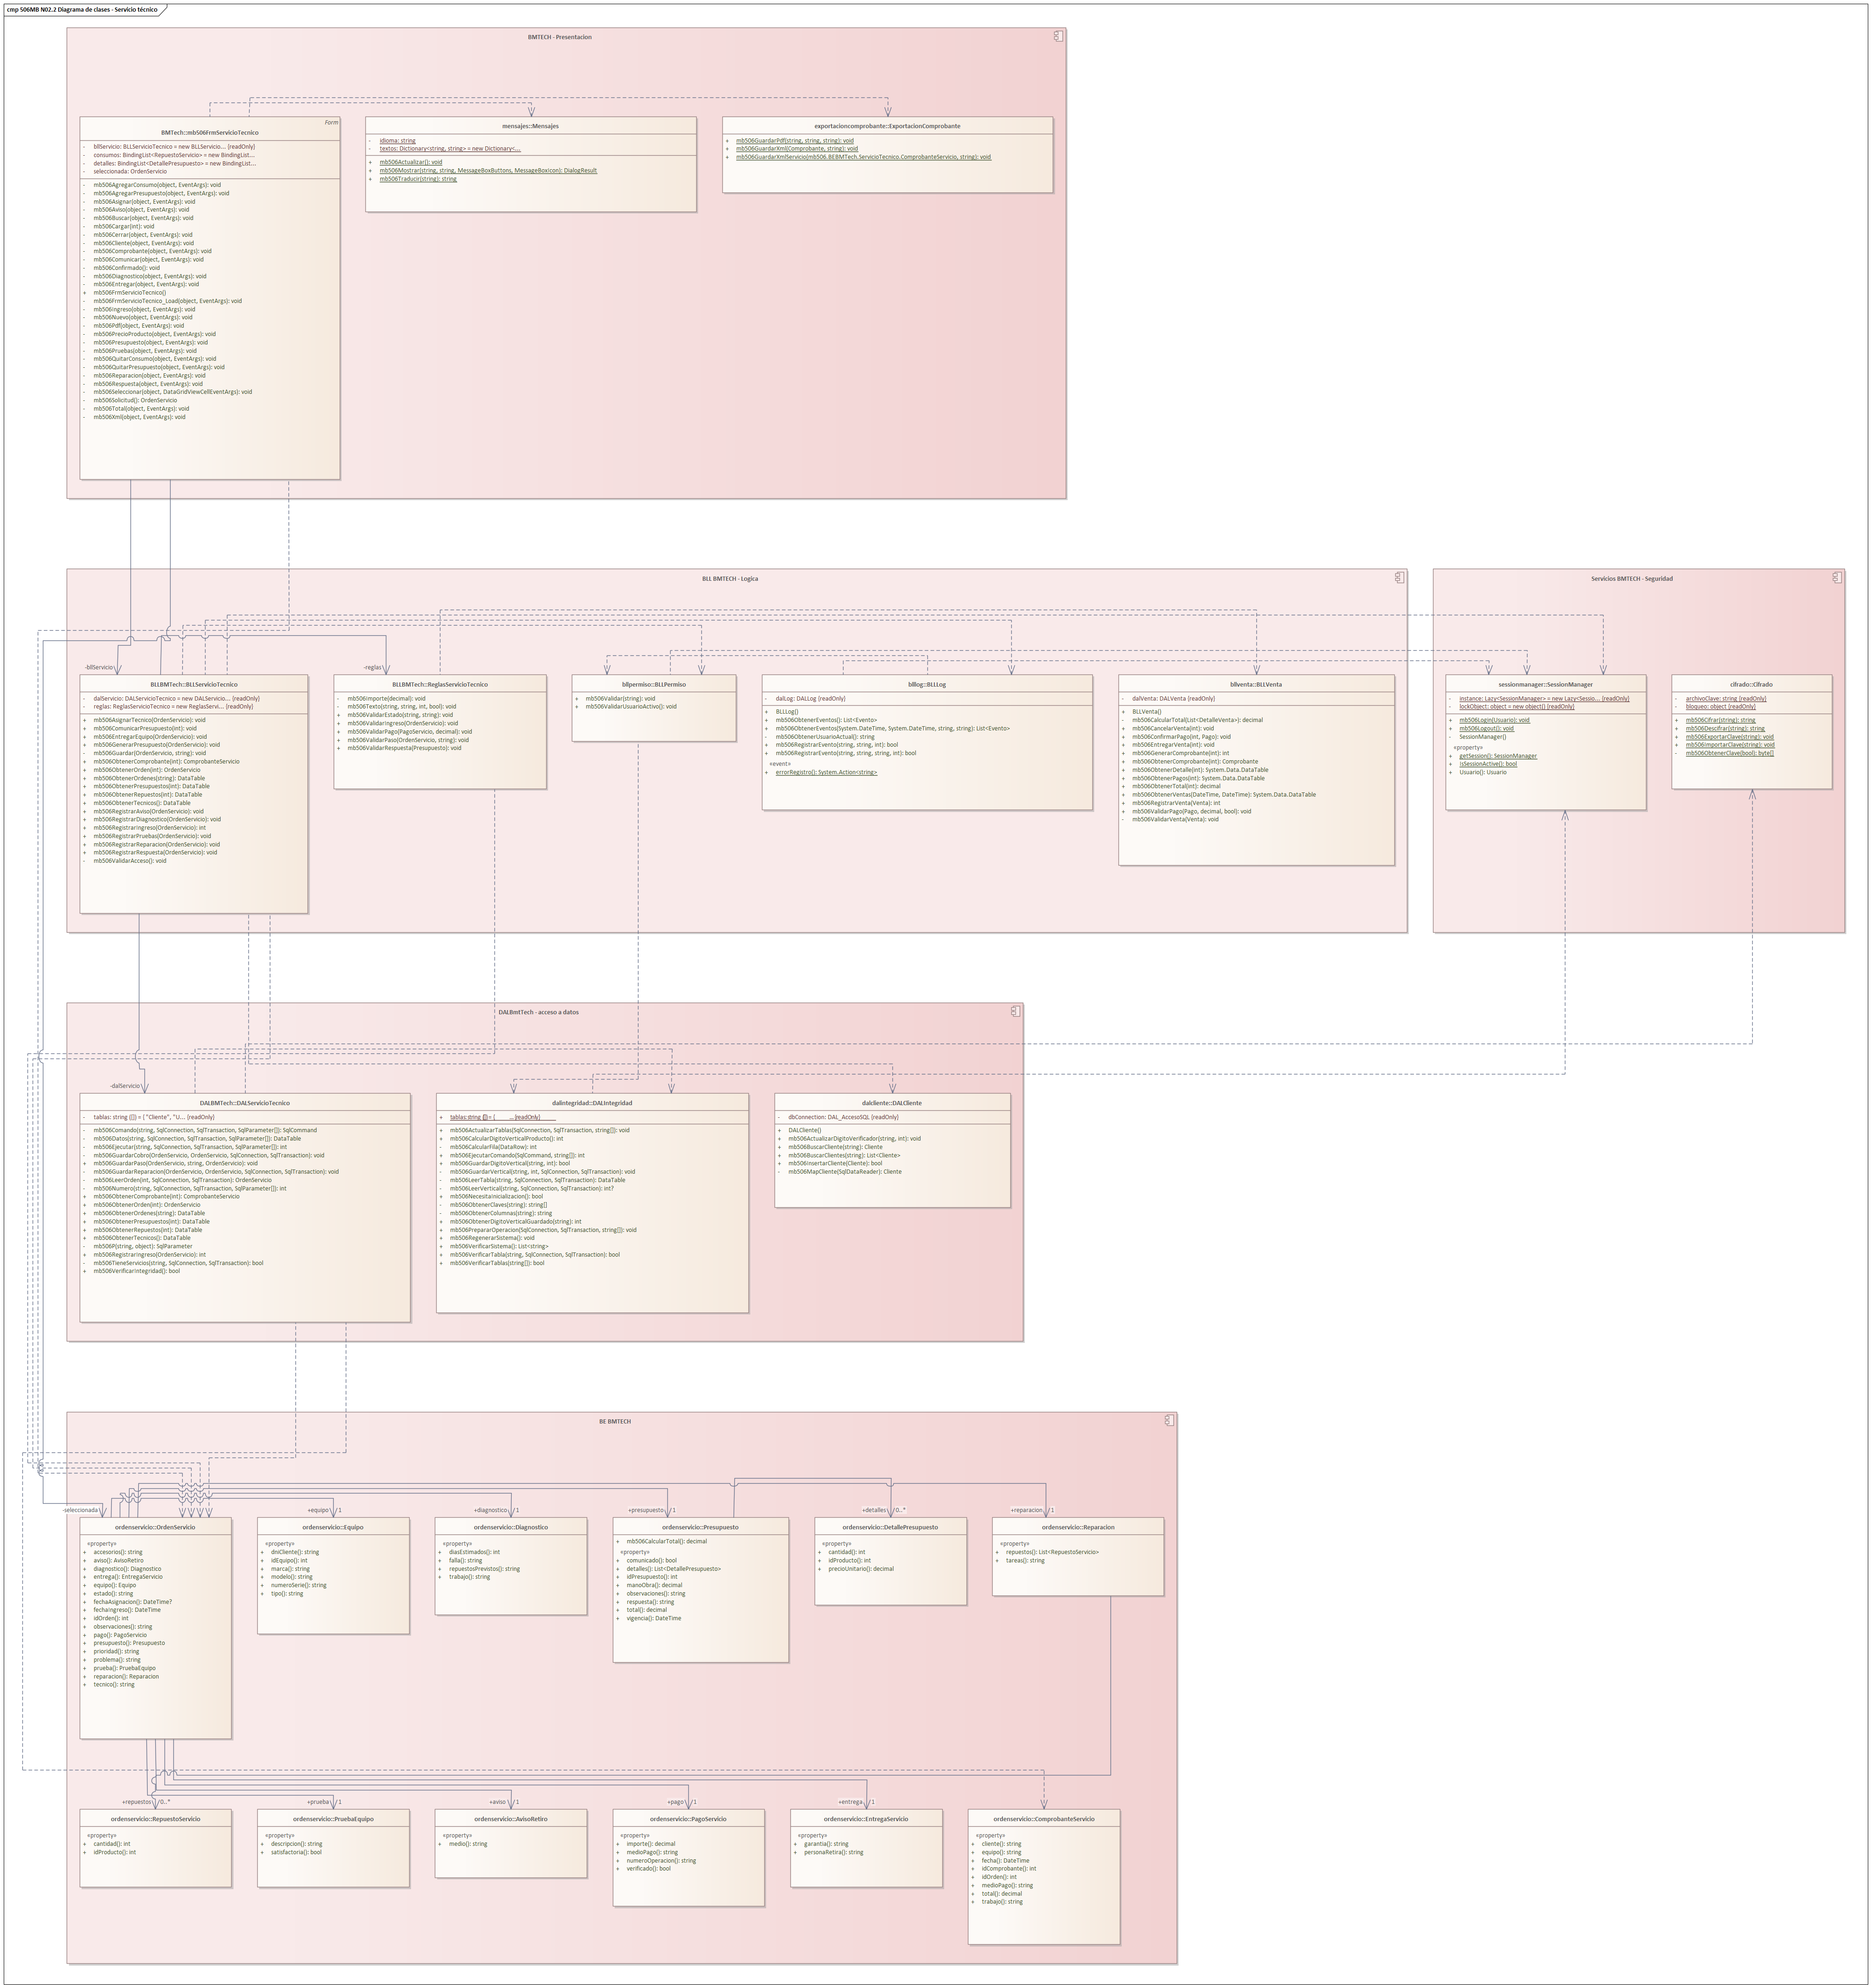 cmp 506MB N02.2 Diagrama de clases - Servicio técnico
BMTECH - Presentacion
Form
BMTech::mb506FrmServicioTecnico
- bllServicio: BLLServicioTecnico = new BLLServicio... {readOnly}
- consumos: BindingList<RepuestoServicio> = new BindingList...
- detalles: BindingList<DetallePresupuesto> = new BindingList...
- seleccionada: OrdenServicio
- mb506AgregarConsumo(object, EventArgs): void
- mb506AgregarPresupuesto(object, EventArgs): void
- mb506Asignar(object, EventArgs): void
- mb506Aviso(object, EventArgs): void
- mb506Buscar(object, EventArgs): void
- mb506Cargar(int): void
- mb506Cerrar(object, EventArgs): void
- mb506Cliente(object, EventArgs): void
- mb506Comprobante(object, EventArgs): void
- mb506Comunicar(object, EventArgs): void
- mb506Confirmado(): void
- mb506Diagnostico(object, EventArgs): void
- mb506Entregar(object, EventArgs): void
+ mb506FrmServicioTecnico()
- mb506FrmServicioTecnico_Load(object, EventArgs): void
- mb506Ingreso(object, EventArgs): void
- mb506Nuevo(object, EventArgs): void
- mb506Pdf(object, EventArgs): void
- mb506PrecioProducto(object, EventArgs): void
- mb506Presupuesto(object, EventArgs): void
- mb506Pruebas(object, EventArgs): void
- mb506QuitarConsumo(object, EventArgs): void
- mb506QuitarPresupuesto(object, EventArgs): void
- mb506Reparacion(object, EventArgs): void
- mb506Respuesta(object, EventArgs): void
- mb506Seleccionar(object, DataGridViewCellEventArgs): void
- mb506Solicitud(): OrdenServicio
- mb506Total(object, EventArgs): void
- mb506Xml(object, EventArgs): void
mensajes::Mensajes
- idioma: string
- textos: Dictionary<string, string> = new Dictionary<...
+ mb506Actualizar(): void
+ mb506Mostrar(string, string, MessageBoxButtons, MessageBoxIcon): DialogResult
+ mb506Traducir(string): string
exportacioncomprobante::ExportacionComprobante
+ mb506GuardarPdf(string, string, string): void
+ mb506GuardarXml(Comprobante, string): void
+ mb506GuardarXmlServicio(mb506.BEBMTech.ServicioTecnico.ComprobanteServicio, string): void
BLL BMTECH - Logica
-bllServicio
BLLBMTech::BLLServicioTecnico
- dalServicio: DALServicioTecnico = new DALServicio... {readOnly}
- reglas: ReglasServicioTecnico = new ReglasServi... {readOnly}
+ mb506AsignarTecnico(OrdenServicio): void
+ mb506ComunicarPresupuesto(int): void
+ mb506EntregarEquipo(OrdenServicio): void
+ mb506GenerarPresupuesto(OrdenServicio): void
- mb506Guardar(OrdenServicio, string): void
+ mb506ObtenerComprobante(int): ComprobanteServicio
+ mb506ObtenerOrden(int): OrdenServicio
+ mb506ObtenerOrdenes(string): DataTable
+ mb506ObtenerPresupuestos(int): DataTable
+ mb506ObtenerRepuestos(int): DataTable
+ mb506ObtenerTecnicos(): DataTable
+ mb506RegistrarAviso(OrdenServicio): void
+ mb506RegistrarDiagnostico(OrdenServicio): void
+ mb506RegistrarIngreso(OrdenServicio): int
+ mb506RegistrarPruebas(OrdenServicio): void
+ mb506RegistrarReparacion(OrdenServicio): void
+ mb506RegistrarRespuesta(OrdenServicio): void
- mb506ValidarAcceso(): void
-reglas
BLLBMTech::ReglasServicioTecnico
- mb506Importe(decimal): void
- mb506Texto(string, string, int, bool): void
+ mb506ValidarEstado(string, string): void
+ mb506ValidarIngreso(OrdenServicio): void
+ mb506ValidarPago(PagoServicio, decimal): void
+ mb506ValidarPaso(OrdenServicio, string): void
+ mb506ValidarRespuesta(Presupuesto): void
bllpermiso::BLLPermiso
+ mb506Validar(string): void
+ mb506ValidarUsuarioActivo(): void
bllog::BLLLog
- dalLog: DALLog {readOnly}
+ BLLLog()
+ mb506ObtenerEventos(): List<Evento>
+ mb506ObtenerEventos(System.DateTime, System.DateTime, string, string): List<Evento>
- mb506ObtenerUsuarioActual(): string
+ mb506RegistrarEvento(string, string, int): bool
+ mb506RegistrarEvento(string, string, string, int): bool
«event»
+ errorRegistro(): System.Action<string>
bllventa::BLLVenta
- dalVenta: DALVenta {readOnly}
+ BLLVenta()
- mb506CalcularTotal(List<DetalleVenta>): decimal
+ mb506CancelarVenta(int): void
+ mb506ConfirmarPago(int, Pago): void
+ mb506EntregarVenta(int): void
+ mb506GenerarComprobante(int): int
+ mb506ObtenerComprobante(int): Comprobante
+ mb506ObtenerDetalle(int): System.Data.DataTable
+ mb506ObtenerPagos(int): System.Data.DataTable
+ mb506ObtenerTotal(int): decimal
+ mb506ObtenerVentas(DateTime, DateTime): System.Data.DataTable
+ mb506RegistrarVenta(Venta): int
+ mb506ValidarPago(Pago, decimal, bool): void
- mb506ValidarVenta(Venta): void
Servicios BMTECH - Seguridad
sessionmanager::SessionManager
- instance: Lazy<SessionManager> = new Lazy<Sessio... {readOnly}
- lockObject: object = new object() {readOnly}
+ mb506Login(Usuario): void
+ mb506Logout(): void
- SessionManager()
«property»
+ getSession(): SessionManager
+ isSessionActive(): bool
+ Usuario(): Usuario
cifrado::Cifrado
- archivoClave: string {readOnly}
- bloqueo: object {readOnly}
+ mb506Cifrar(string): string
+ mb506Descifrar(string): string
+ mb506ExportarClave(string): void
+ mb506ImportarClave(string): void
- mb506ObtenerClave(bool): byte[]
DALBmtTech - acceso a datos
-dalServicio
DALBMTech::DALServicioTecnico
- tablas: string ([]) = { "Cliente", "U... {readOnly}
- mb506Comando(string, SqlConnection, SqlTransaction, SqlParameter[]): SqlCommand
- mb506Datos(string, SqlConnection, SqlTransaction, SqlParameter[]): DataTable
- mb506Ejecutar(string, SqlConnection, SqlTransaction, SqlParameter[]): int
- mb506GuardarCobro(OrdenServicio, OrdenServicio, SqlConnection, SqlTransaction): void
+ mb506GuardarPaso(OrdenServicio, string, OrdenServicio): void
- mb506GuardarReparacion(OrdenServicio, OrdenServicio, SqlConnection, SqlTransaction): void
- mb506LeerOrden(int, SqlConnection, SqlTransaction): OrdenServicio
- mb506Numero(string, SqlConnection, SqlTransaction, SqlParameter[]): int
+ mb506ObtenerComprobante(int): ComprobanteServicio
+ mb506ObtenerOrden(int): OrdenServicio
+ mb506ObtenerOrdenes(string): DataTable
+ mb506ObtenerPresupuestos(int): DataTable
+ mb506ObtenerRepuestos(int): DataTable
+ mb506ObtenerTecnicos(): DataTable
- mb506P(string, object): SqlParameter
+ mb506RegistrarIngreso(OrdenServicio): int
- mb506TieneServicios(string, SqlConnection, SqlTransaction): bool
+ mb506VerificarIntegridad(): bool
dalintegridad::DALIntegridad
+ tablas: string []= { ... {readOnly}
+ mb506ActualizarTablas(SqlConnection, SqlTransaction, string[]): void
+ mb506CalcularDigitoVerticalProducto(): int
- mb506CalcularFila(DataRow): int
+ mb506EjecutarComando(SqlCommand, string[]): int
+ mb506GuardarDigitoVertical(string, int): bool
- mb506GuardarVertical(string, int, SqlConnection, SqlTransaction): void
- mb506LeerTabla(string, SqlConnection, SqlTransaction): DataTable
- mb506LeerVertical(string, SqlConnection, SqlTransaction): int?
+ mb506NecesitaInicializacion(): bool
- mb506ObtenerClaves(string): string[]
- mb506ObtenerColumnas(string): string
+ mb506ObtenerDigitoVerticalGuardado(string): int
+ mb506PrepararOperacion(SqlConnection, SqlTransaction, string[]): void
+ mb506RegenerarSistema(): void
+ mb506VerificarSistema(): List<string>
+ mb506VerificarTabla(string, SqlConnection, SqlTransaction): bool
+ mb506VerificarTablas(string[]): bool
dalcliente::DALCliente
- dbConnection: DAL_AccesoSQL {readOnly}
+ DALCliente()
+ mb506ActualizarDigitoVerificador(string, int): void
+ mb506BuscarCliente(string): Cliente
+ mb506BuscarClientes(string): List<Cliente>
+ mb506InsertarCliente(Cliente): bool
- mb506MapCliente(SqlDataReader): Cliente
BE BMTECH
-seleccionada
+equipo 1
+diagnostico 1
+presupuesto 1
+detalles 0..*
+reparacion 1
ordenservicio::OrdenServicio
«property»
+ accesorios(): string
+ aviso(): AvisoRetiro
+ diagnostico(): Diagnostico
+ entrega(): EntregaServicio
+ equipo(): Equipo
+ estado(): string
+ fechaAsignacion(): DateTime?
+ fechaIngreso(): DateTime
+ idOrden(): int
+ observaciones(): string
+ pago(): PagoServicio
+ presupuesto(): Presupuesto
+ prioridad(): string
+ problema(): string
+ prueba(): PruebaEquipo
+ reparacion(): Reparacion
+ tecnico(): string
ordenservicio::Equipo
«property»
+ dniCliente(): string
+ idEquipo(): int
+ marca(): string
+ modelo(): string
+ numeroSerie(): string
+ tipo(): string
ordenservicio::Diagnostico
«property»
+ diasEstimados(): int
+ falla(): string
+ repuestosPrevistos(): string
+ trabajo(): string
ordenservicio::Presupuesto
+ mb506CalcularTotal(): decimal
«property»
+ comunicado(): bool
+ detalles(): List<DetallePresupuesto>
+ idPresupuesto(): int
+ manoObra(): decimal
+ observaciones(): string
+ respuesta(): string
+ total(): decimal
+ vigencia(): DateTime
ordenservicio::DetallePresupuesto
«property»
+ cantidad(): int
+ idProducto(): int
+ precioUnitario(): decimal
ordenservicio::Reparacion
«property»
+ repuestos(): List<RepuestoServicio>
+ tareas(): string
+repuestos 0..*
+prueba 1
+aviso 1
+pago 1
+entrega 1
ordenservicio::RepuestoServicio
«property»
+ cantidad(): int
+ idProducto(): int
ordenservicio::PruebaEquipo
«property»
+ descripcion(): string
+ satisfactoria(): bool
ordenservicio::AvisoRetiro
«property»
+ medio(): string
ordenservicio::PagoServicio
«property»
+ importe(): decimal
+ medioPago(): string
+ numeroOperacion(): string
+ verificado(): bool
ordenservicio::EntregaServicio
«property»
+ garantia(): string
+ personaRetira(): string
ordenservicio::ComprobanteServicio
«property»
+ cliente(): string
+ equipo(): string
+ fecha(): DateTime
+ idComprobante(): int
+ idOrden(): int
+ medioPago(): string
+ total(): decimal
+ trabajo(): string